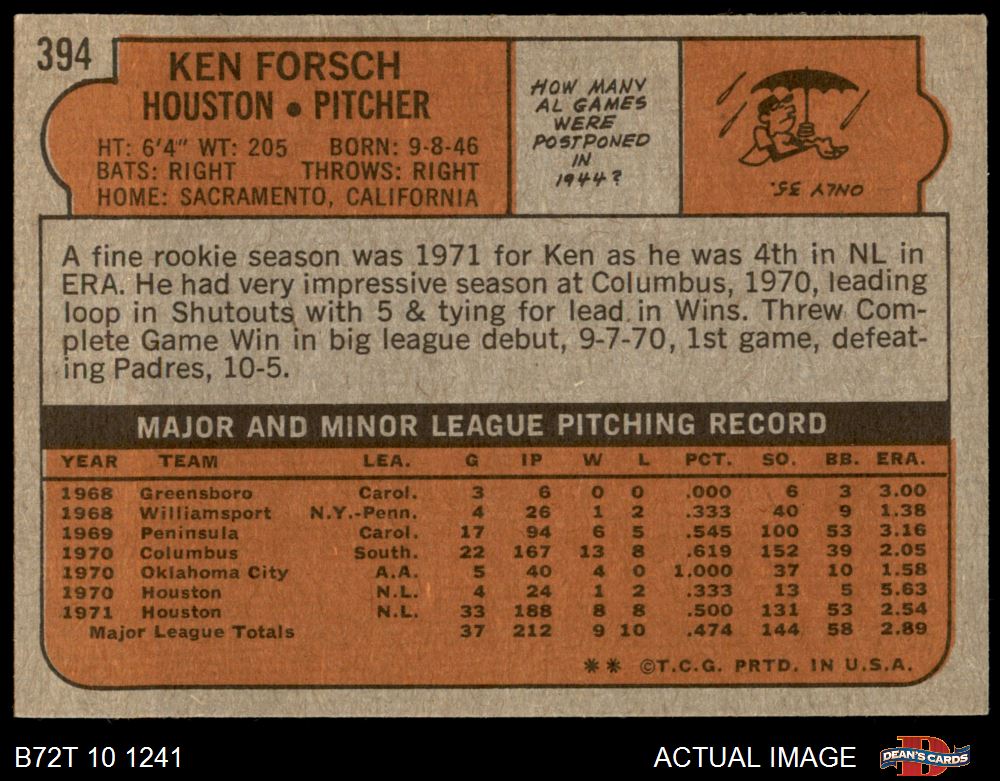 394
KEN FORSCH
HOUSTON • PITCHER
HT: 6'4" WT: 205 BORN: 9-8-46
BATS: RIGHT THROWS: RIGHT
HOME: SACRAMENTO, CALIFORNIA
HOW MANY
AL GAMES
WERE
POSTPONED
IN
1944?
ONLY 35.
A fine rookie season was 1971 for Ken as he was 4th in NL in
ERA. He had very impressive season at Columbus, 1970, leading
loop in Shutouts with 5 & tying for lead in Wins. Threw Com-
plete Game Win in big league debut, 9-7-70, 1st game, defeat-
ing Padres, 10-5.
MAJOR AND MINOR LEAGUE PITCHING RECORD
YEAR TEAM LEA. G IP W L PCT. SO. BB. ERA.
1968 Greensboro Carol. 3 6 0 0 .000 6 3 3.00
1968 Williamsport N.Y.-Penn. 4 26 1 2 .333 40 9 1.38
1969 Peninsula Carol. 17 94 6 5 .545 100 53 3.16
1970 Columbus South. 22 167 13 8 .619 152 39 2.05
1970 Oklahoma City A.A. 5 40 4 0 1.000 37 10 1.58
1970 Houston N.L. 4 24 1 2 .333 13 5 5.63
1971 Houston N.L. 33 188 8 8 .500 131 53 2.54
Major League Totals 37 212 9 10 .474 144 58 2.89
** ©T.C.G. PRTD. IN U.S.A.
B72T 10 1241 ACTUAL IMAGE DEAN'S CARDS